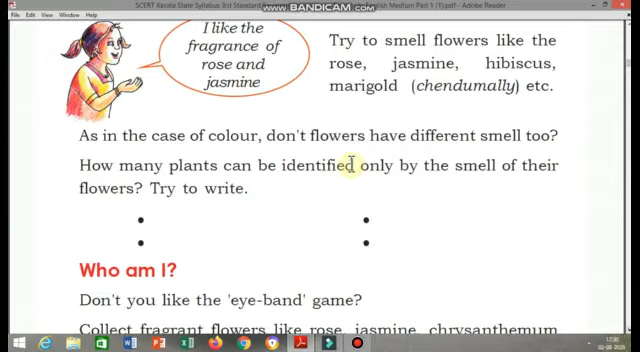 SCERT Kerala State Syllabus 3rd Standard
glish Medium Part 1 (1).pdf - Adobe Reader
WWW.BANDICAM.COM
File Edit View Window Help
I like the
fragrance of
rose and
jasmine
Try to smell flowers like the
rose, jasmine, hibiscus,
marigold (chendumally) etc.
As in the case of colour, don't flowers have different smell too?
How many plants can be identified only by the smell of their
flowers? Try to write.
• •
• •
Who am I?
Don't you like the 'eye-band' game?
Collect fragrant flowers like rose, jasmine, chrysanthemum